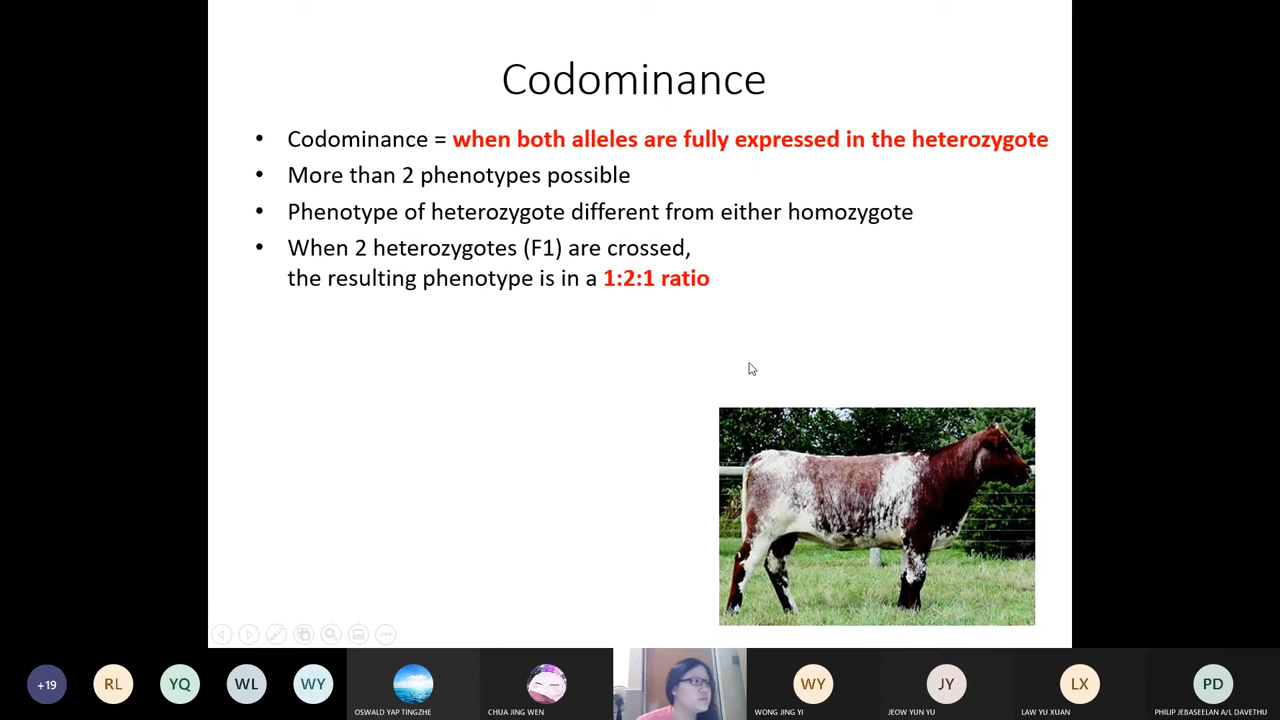 Codominance
• Codominance = when both alleles are fully expressed in the heterozygote
• More than 2 phenotypes possible
• Phenotype of heterozygote different from either homozygote
• When 2 heterozygotes (F1) are crossed,
the resulting phenotype is in a 1:2:1 ratio
+19
RL
YQ
WL
WY
OSWALD YAP TINGZHE
CHUA JING WEN
WY
WONG JING YI
JY
JEOW YUN YU
LX
LAW YU XUAN
PD
PHILIP JEBASEELAN A/L DAVETHU